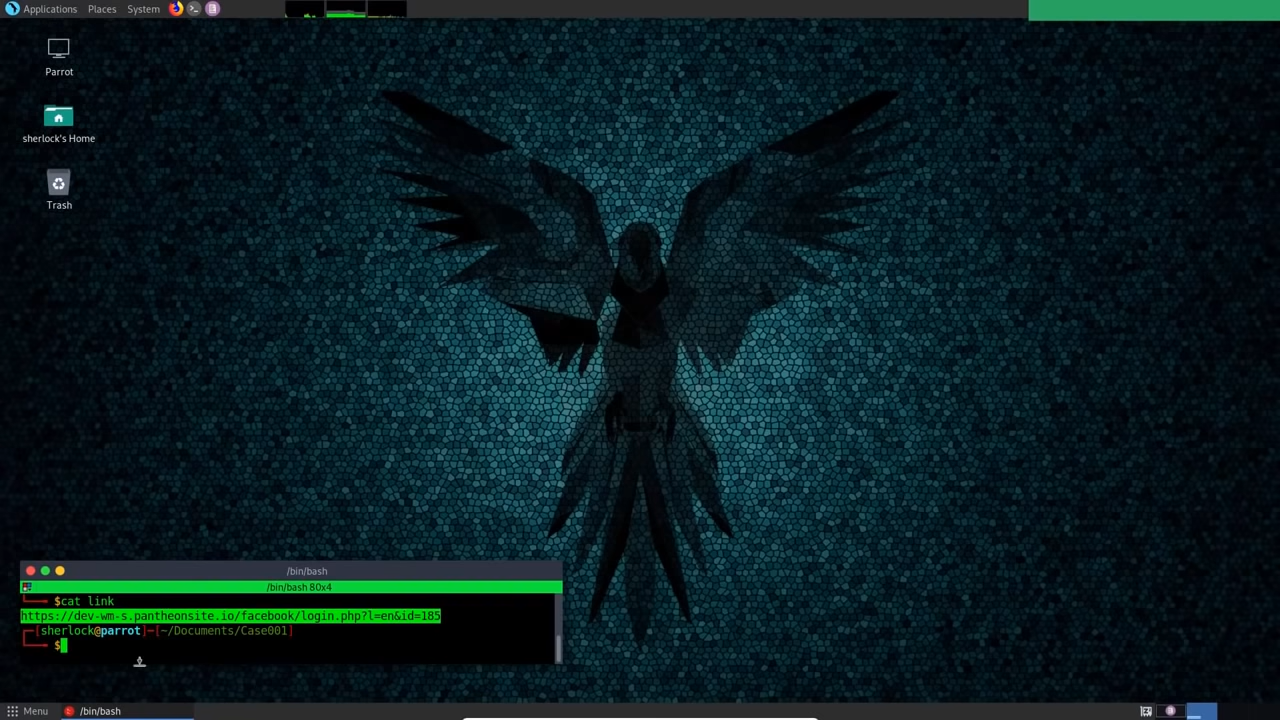 Applications Places System
Parrot
sherlock's Home
Trash
/bin/bash
/bin/bash 80x4
└──╼ $cat link
https://dev-wm-s.pantheonsite.io/facebook/login.php?l=en&id=185
┌─[sherlock@parrot]─[~/Documents/Case001]
└──╼ $
Menu /bin/bash